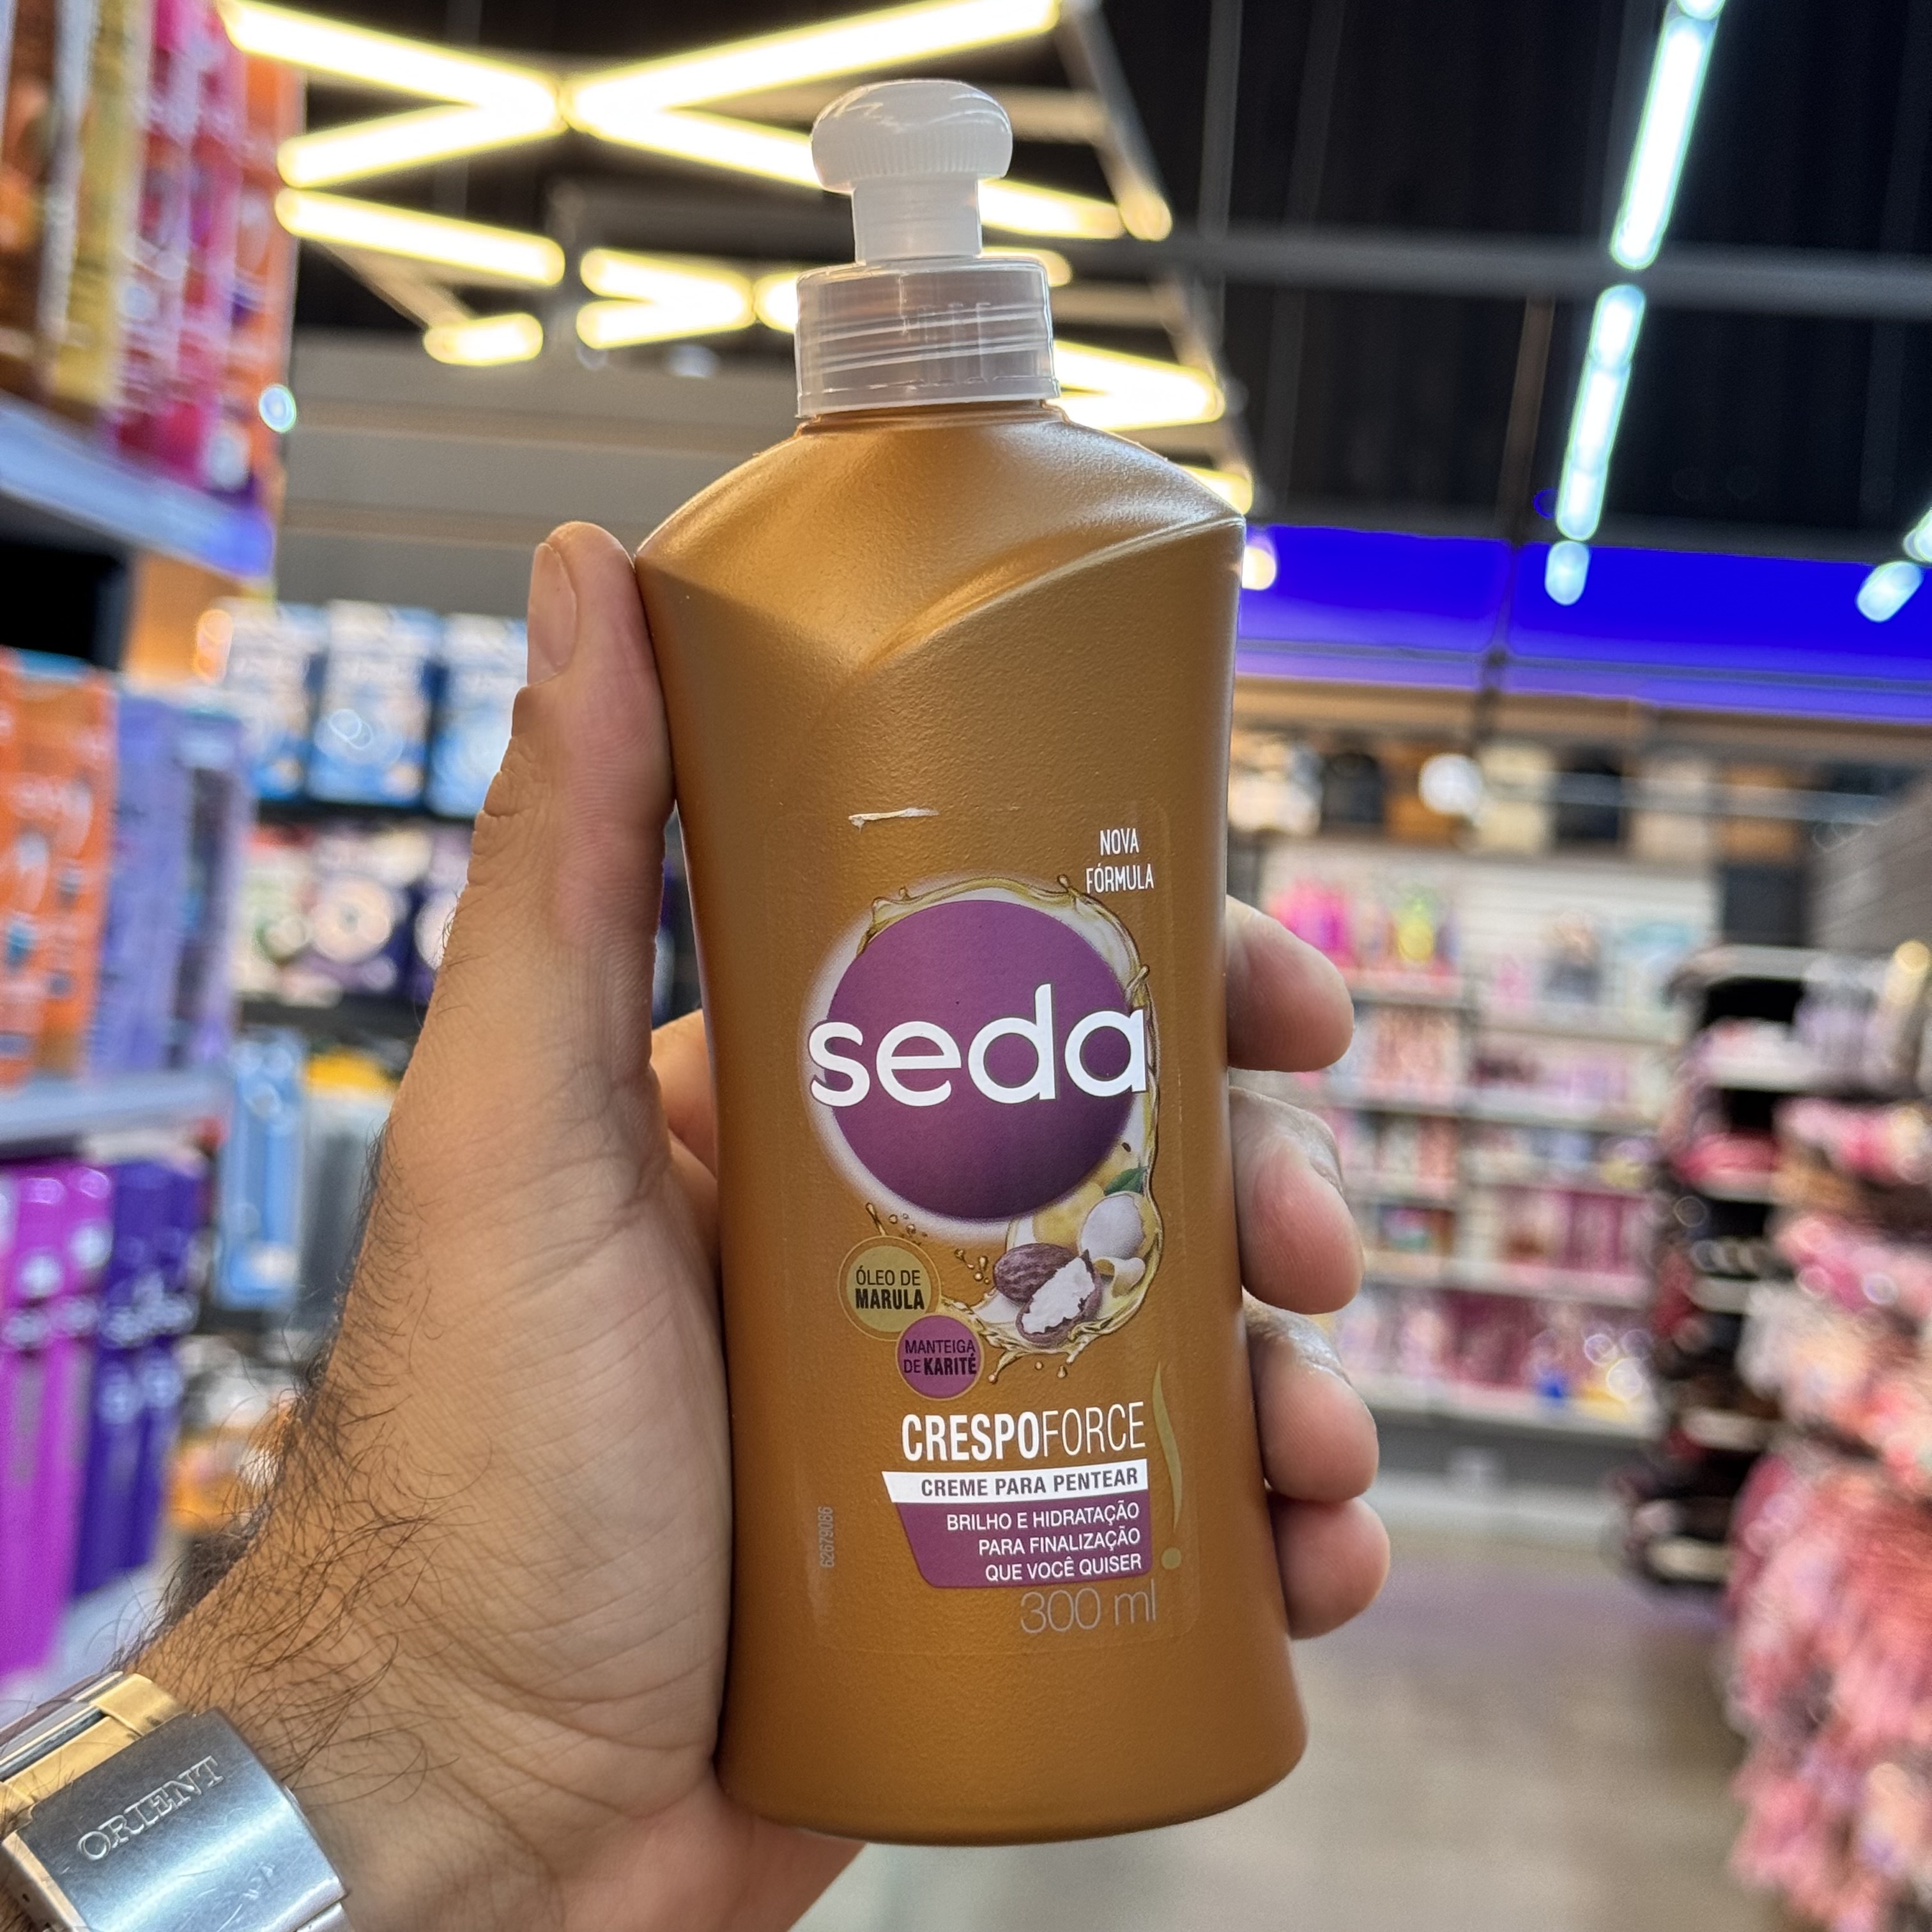 NOVA
FÓRMULA
seda
ÓLEO DE
MARULA
MANTEIGA
DE KARITÉ
CRESPOFORCE
CREME PARA PENTEAR
BRILHO E HIDRATAÇÃO
PARA FINALIZAÇÃO
QUE VOCÊ QUISER
300 ml
62679086
ORIENT